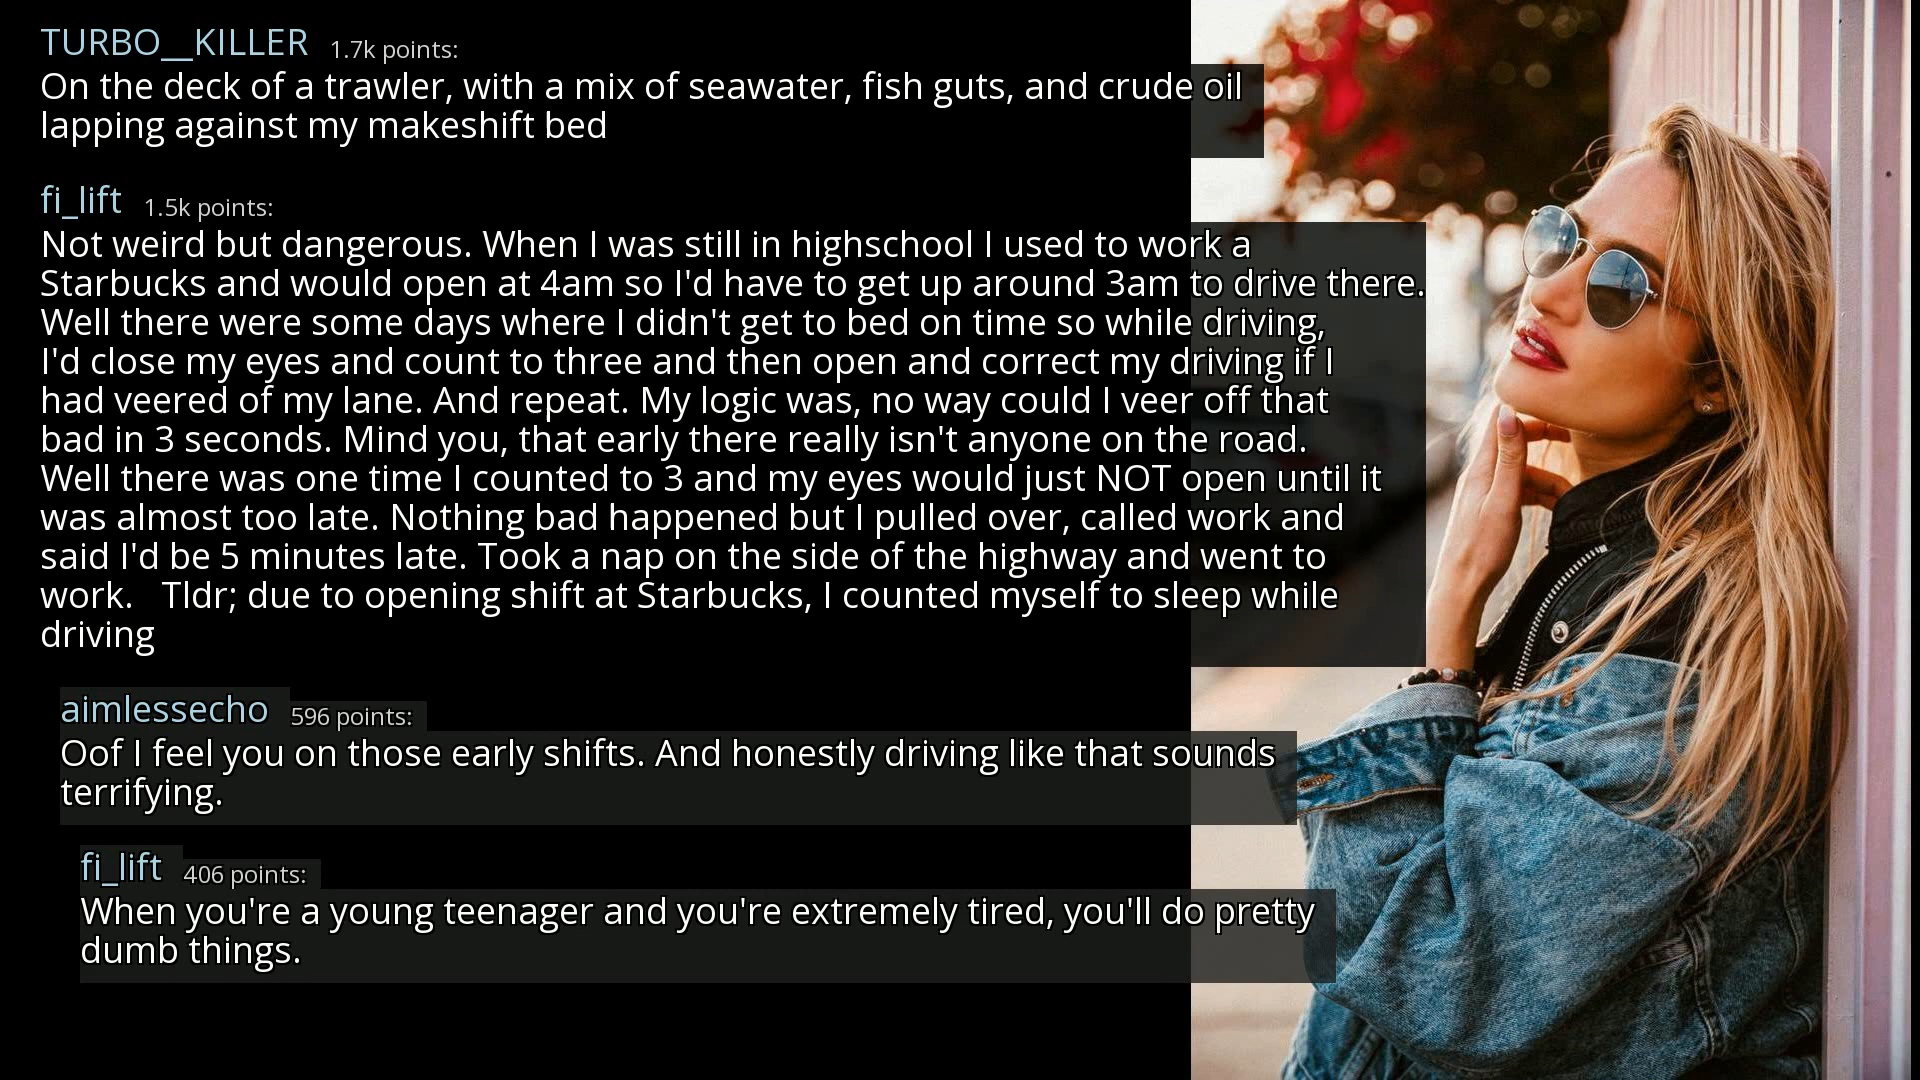 TURBO__KILLER 1.7k points:
On the deck of a trawler, with a mix of seawater, fish guts, and crude oil
lapping against my makeshift bed
fi_lift 1.5k points:
Not weird but dangerous. When I was still in highschool I used to work a
Starbucks and would open at 4am so I'd have to get up around 3am to drive there.
Well there were some days where I didn't get to bed on time so while driving,
I'd close my eyes and count to three and then open and correct my driving if I
had veered of my lane. And repeat. My logic was, no way could I veer off that
bad in 3 seconds. Mind you, that early there really isn't anyone on the road.
Well there was one time I counted to 3 and my eyes would just NOT open until it
was almost too late. Nothing bad happened but I pulled over, called work and
said I'd be 5 minutes late. Took a nap on the side of the highway and went to
work.   Tldr; due to opening shift at Starbucks, I counted myself to sleep while
driving
aimlessecho 596 points:
Oof I feel you on those early shifts. And honestly driving like that sounds
terrifying.
fi_lift 406 points:
When you're a young teenager and you're extremely tired, you'll do pretty
dumb things.